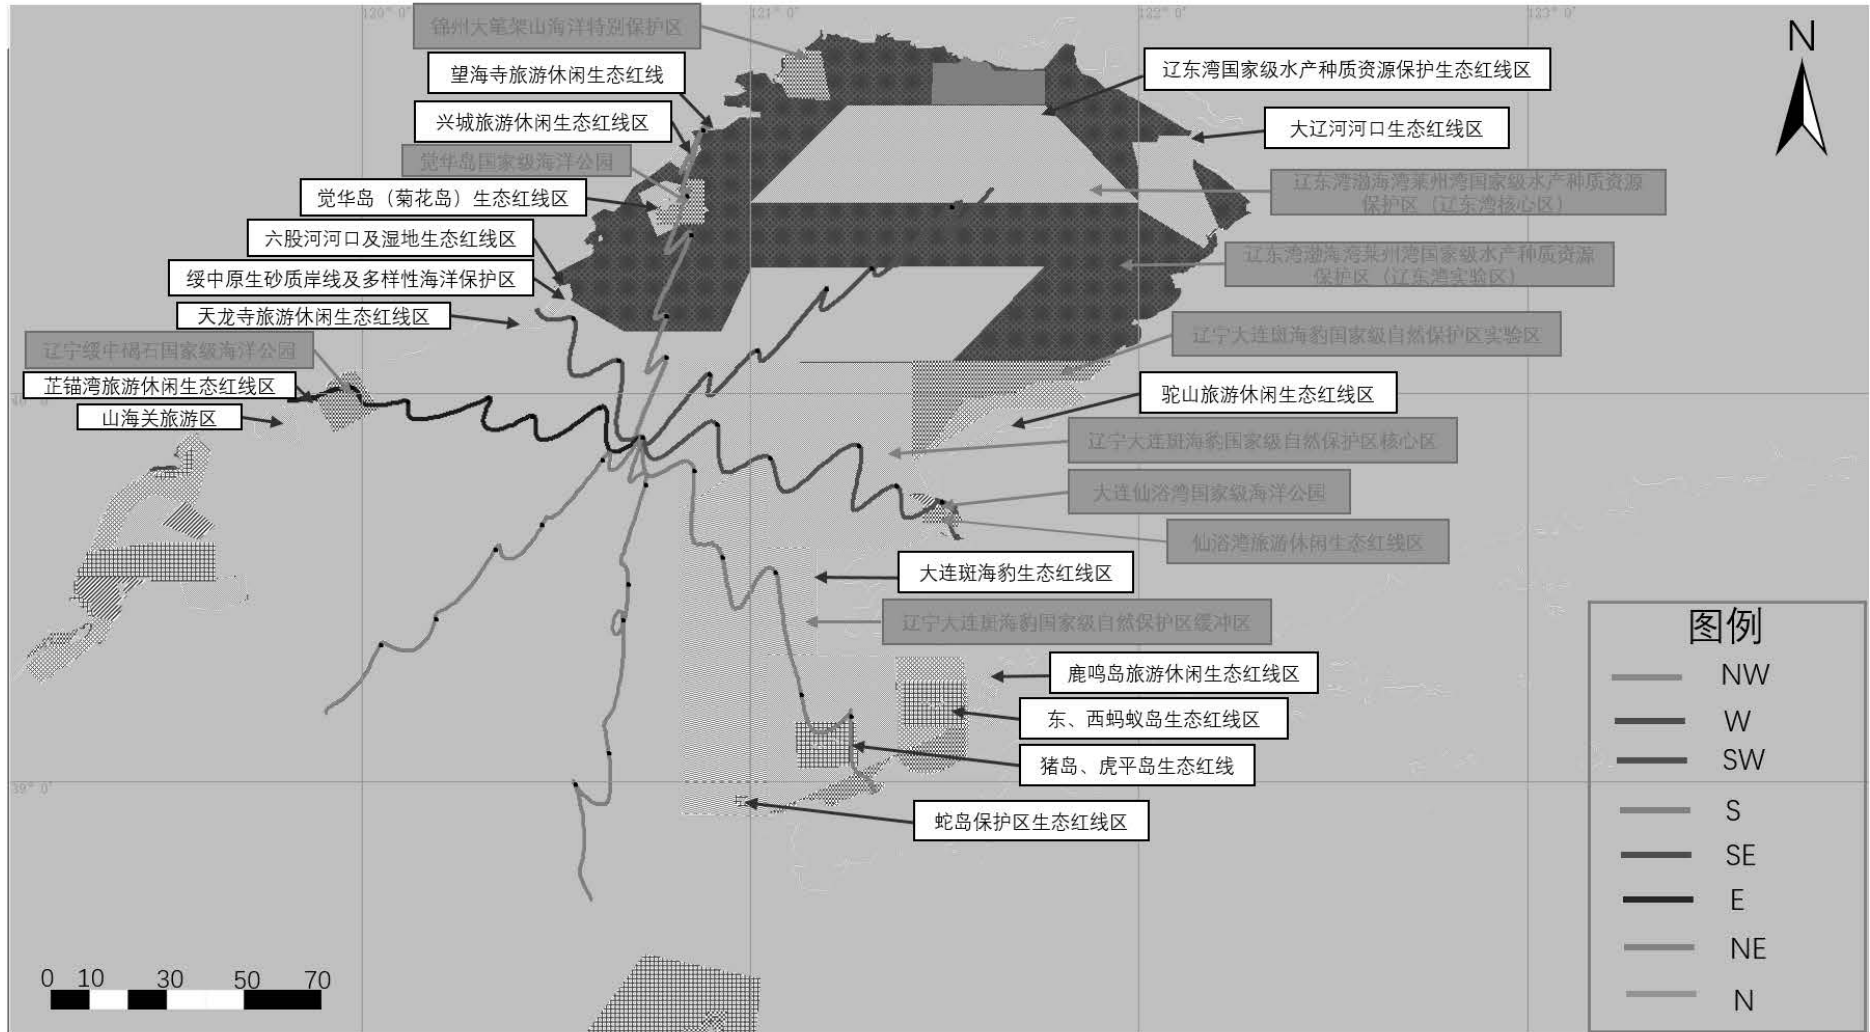 120° 0′
121° 0′
122° 0′
123° 0′
锦州大笔架山海洋特别保护区
望海寺旅游休闲生态红线
兴城旅游休闲生态红线区
觉华岛国家级海洋公园
觉华岛（菊花岛）生态红线区
六股河河口及湿地生态红线区
绥中原生砂质岸线及多样性海洋保护区
天龙寺旅游休闲生态红线区
辽宁绥中碣石国家级海洋公园
芷锚湾旅游休闲生态红线区
山海关旅游区
N
辽东湾国家级水产种质资源保护生态红线区
大辽河河口生态红线区
辽东湾渤海湾莱州湾国家级水产种质资源
保护区（辽东湾核心区）
辽东湾渤海湾莱州湾国家级水产种质资源
保护区（辽东湾实验区）
辽宁大连斑海豹国家级自然保护区实验区
驼山旅游休闲生态红线区
辽宁大连斑海豹国家级自然保护区核心区
大连仙浴湾国家级海洋公园
仙浴湾旅游休闲生态红线区
大连斑海豹生态红线区
辽宁大连斑海豹国家级自然保护区缓冲区
鹿鸣岛旅游休闲生态红线区
东、西蚂蚁岛生态红线区
猪岛、虎平岛生态红线
蛇岛保护区生态红线区
39° 0′
图例
NW
W
SW
S
SE
E
NE
N
0 10 30 50 70